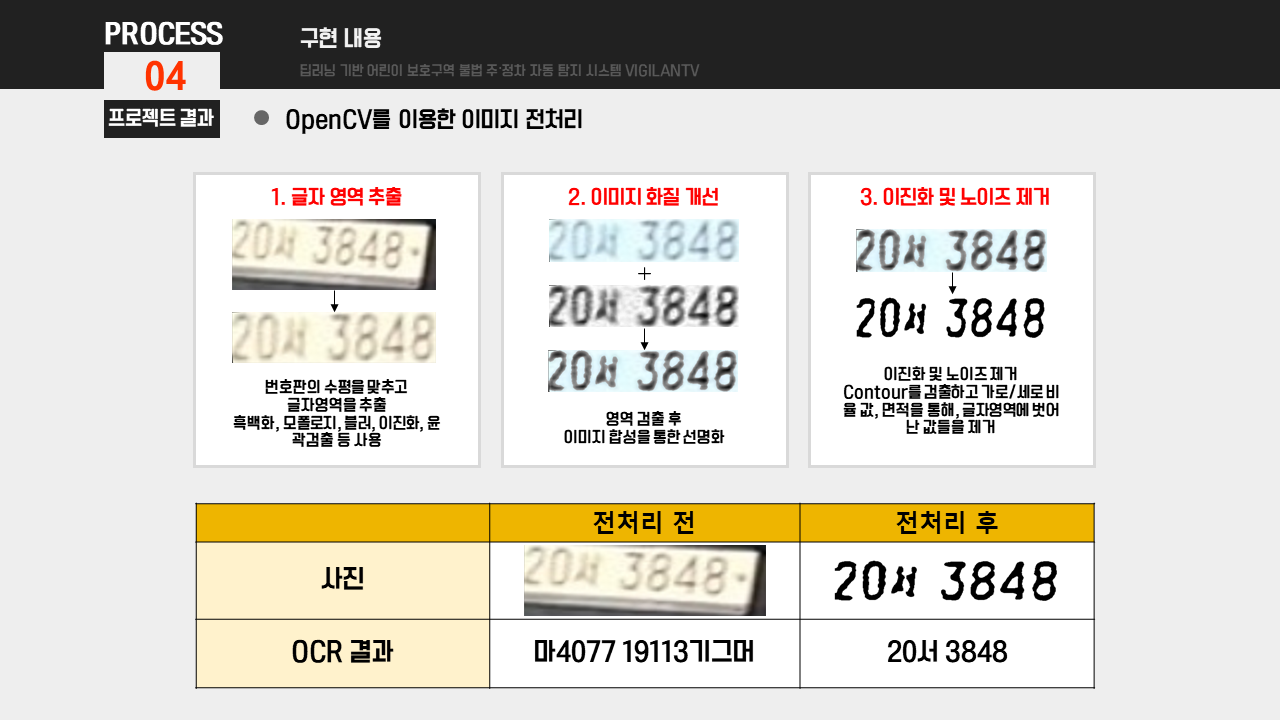 PROCESS
04
프로젝트 결과
구현 내용
딥러닝 기반 어린이 보호구역 불법 주·정차 자동 탐지 시스템 VIGILANTV
● OpenCV를 이용한 이미지 전처리
1. 글자 영역 추출
20서 3848
20서 3848
번호판의 수평을 맞추고
글자영역을 추출
흑백화, 모폴로지, 블러, 이진화, 윤
곽검출 등 사용
2. 이미지 화질 개선
20서 3848
+
20서 3848
20서 3848
영역 검출 후
이미지 합성을 통한 선명화
3. 이진화 및 노이즈 제거
20서 3848
20서 3848
이진화 및 노이즈 제거
Contour를 검출하고 가로/세로 비
율 값, 면적을 통해, 글자영역에 벗어
난 값들을 제거
전처리 전
전처리 후
사진
20서 3848
20서 3848
OCR 결과
마4077 19113기그머
20서 3848